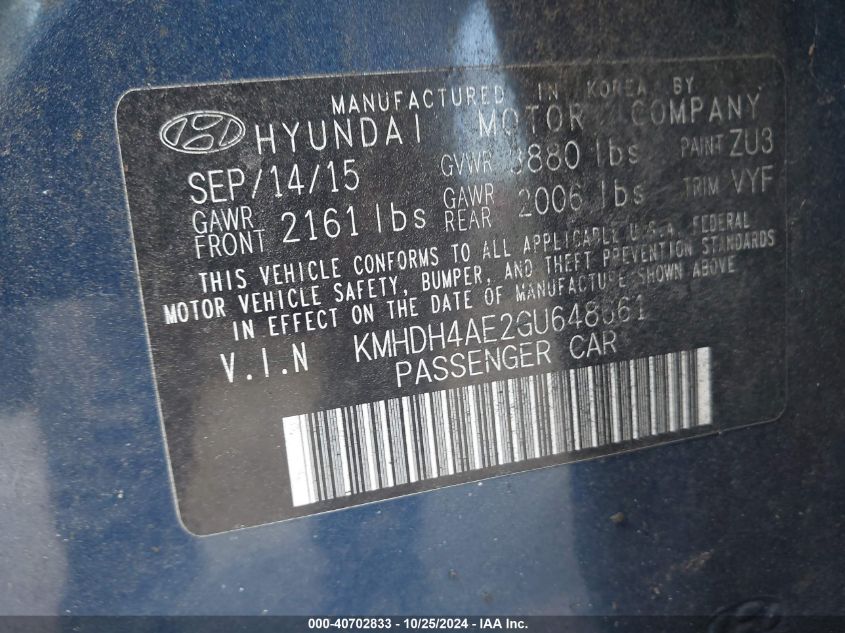 MANUFACTURED IN KOREA BY
HYUNDAI MOTOR COMPANY
SEP/14/15 GVWR 3880 lbs PAINT ZU3
GAWR FRONT 2161 lbs GAWR REAR 2006 lbs TRIM VYF
THIS VEHICLE CONFORMS TO ALL APPLICABLE U.S.A. FEDERAL
MOTOR VEHICLE SAFETY, BUMPER, AND THEFT PREVENTION STANDARDS
IN EFFECT ON THE DATE OF MANUFACTURE SHOWN ABOVE
V.I.N
PASSENGER CAR
000-40702833 - 10/25/2024 - IAA Inc.